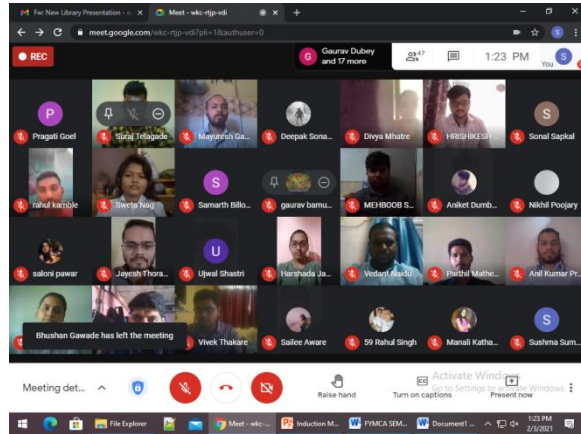 Fw: New Library Presentation - s
Meet - wkc-rtjp-vdi
meet.google.com/wkc-rtjp-vdi?pli=1&authuser=0
REC
G
Gaurav Dubey
and 17 more
47
1:23 PM
You
S
P
S
Pragati Goel
Suraj Telagade
Mayuresh Ga...
Deepak Sona...
Divya Mhatre
HRISHIKESH...
Sonal Sapkal
S
rahul kamble
Sweta Nag
Samarth Billo...
gaurav bamu...
MEHBOOB S...
Aniket Dumb...
Nikhil Poojary
U
saloni pawar
Jayesh Thora...
Ujwal Shastri
Harshada Ja...
Vedant Naidu
Parthil Mathe...
Anil Kumar Pr...
S
Bhushan Gawade has left the meeting
Vivek Thakare
Sailee Aware
59 Rahul Singh
Manali Katha...
Sushma Sum...
Meeting det...
Raise hand
Turn on captions
Present now
Activate Windows
Go to Settings to activate Windows.
File Explorer
Meet - wkc-...
Induction M...
FYMCA SEM...
Document1 ...
1:23 PM
2/3/2021